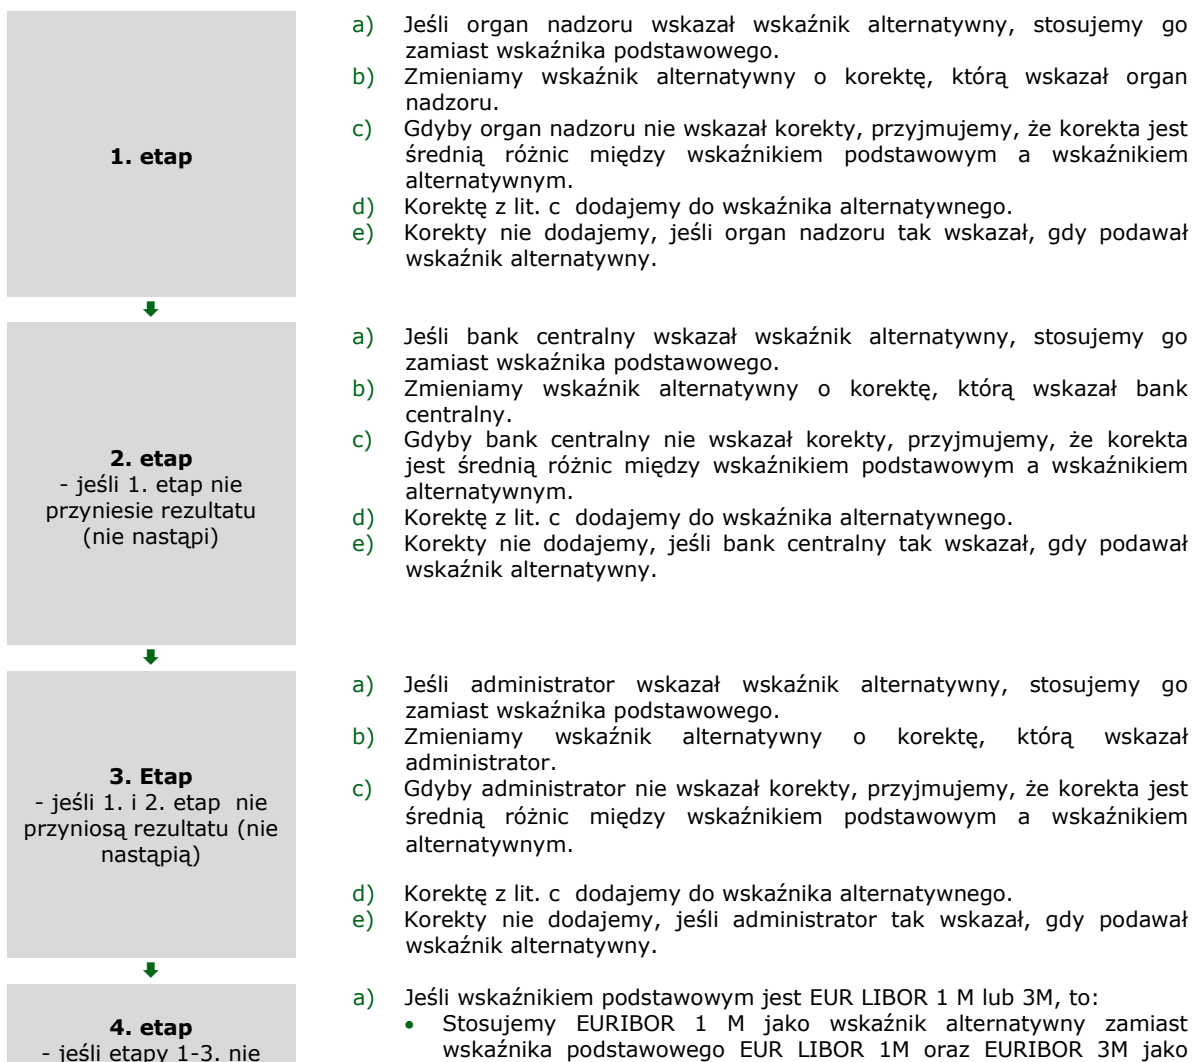 1. etap
a) Jeśli organ nadzoru wskazał wskaźnik alternatywny, stosujemy go
zamiast wskaźnika podstawowego.
b) Zmieniamy wskaźnik alternatywny o korektę, którą wskazał organ
nadzoru.
c) Gdyby organ nadzoru nie wskazał korekty, przyjmujemy, że korekta jest
średnią różnic między wskaźnikiem podstawowym a wskaźnikiem
alternatywnym.
d) Korektę z lit. c dodajemy do wskaźnika alternatywnego.
e) Korekty nie dodajemy, jeśli organ nadzoru tak wskazał, gdy podawał
wskaźnik alternatywny.
2. etap
- jeśli 1. etap nie
przyniesie rezultatu
(nie nastąpi)
a) Jeśli bank centralny wskazał wskaźnik alternatywny, stosujemy go
zamiast wskaźnika podstawowego.
b) Zmieniamy wskaźnik alternatywny o korektę, którą wskazał bank
centralny.
c) Gdyby bank centralny nie wskazał korekty, przyjmujemy, że korekta
jest średnią różnic między wskaźnikiem podstawowym a wskaźnikiem
alternatywnym.
d) Korektę z lit. c dodajemy do wskaźnika alternatywnego.
e) Korekty nie dodajemy, jeśli bank centralny tak wskazał, gdy podawał
wskaźnik alternatywny.
3. Etap
- jeśli 1. i 2. etap nie
przyniosą rezultatu (nie
nastąpią)
a) Jeśli administrator wskazał wskaźnik alternatywny, stosujemy go
zamiast wskaźnika podstawowego.
b) Zmieniamy wskaźnik alternatywny o korektę, którą wskazał
administrator.
c) Gdyby administrator nie wskazał korekty, przyjmujemy, że korekta jest
średnią różnic między wskaźnikiem podstawowym a wskaźnikiem
alternatywnym.
d) Korektę z lit. c dodajemy do wskaźnika alternatywnego.
e) Korekty nie dodajemy, jeśli administrator tak wskazał, gdy podawał
wskaźnik alternatywny.
4. etap
- jeśli etapy 1-3. nie
a) Jeśli wskaźnikiem podstawowym jest EUR LIBOR 1 M lub 3M, to:
• Stosujemy EURIBOR 1 M jako wskaźnik alternatywny zamiast
wskaźnika podstawowego EUR LIBOR 1M oraz EURIBOR 3M jako